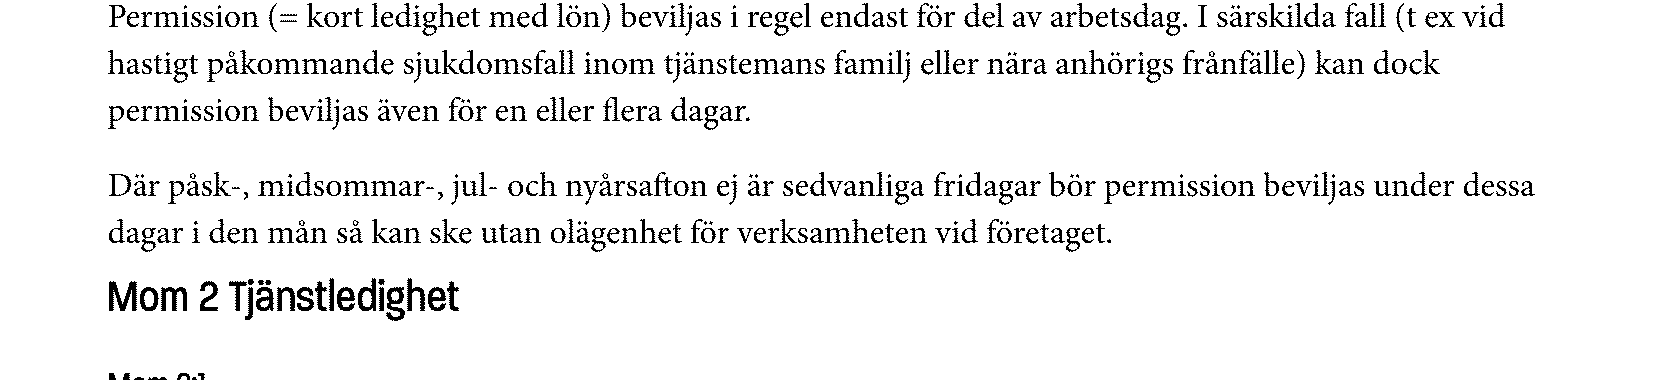 Permission (= kort ledighet med lön) beviljas i regel endast för del av arbetsdag. I särskilda fall (t ex vid
hastigt påkommande sjukdomsfall inom tjänstemans familj eller nära anhörigs frånfälle) kan dock
permission beviljas även för en eller flera dagar.
Där påsk-, midsommar-, jul- och nyårsafton ej är sedvanliga fridagar bör permission beviljas under dessa
dagar i den mån så kan ske utan olägenhet för verksamheten vid företaget.
Mom 2 Tjänstledighet